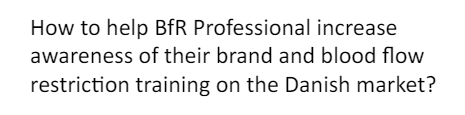 How to help BfR Professional increase
awareness of their brand and blood flow
restriction training on the Danish market?